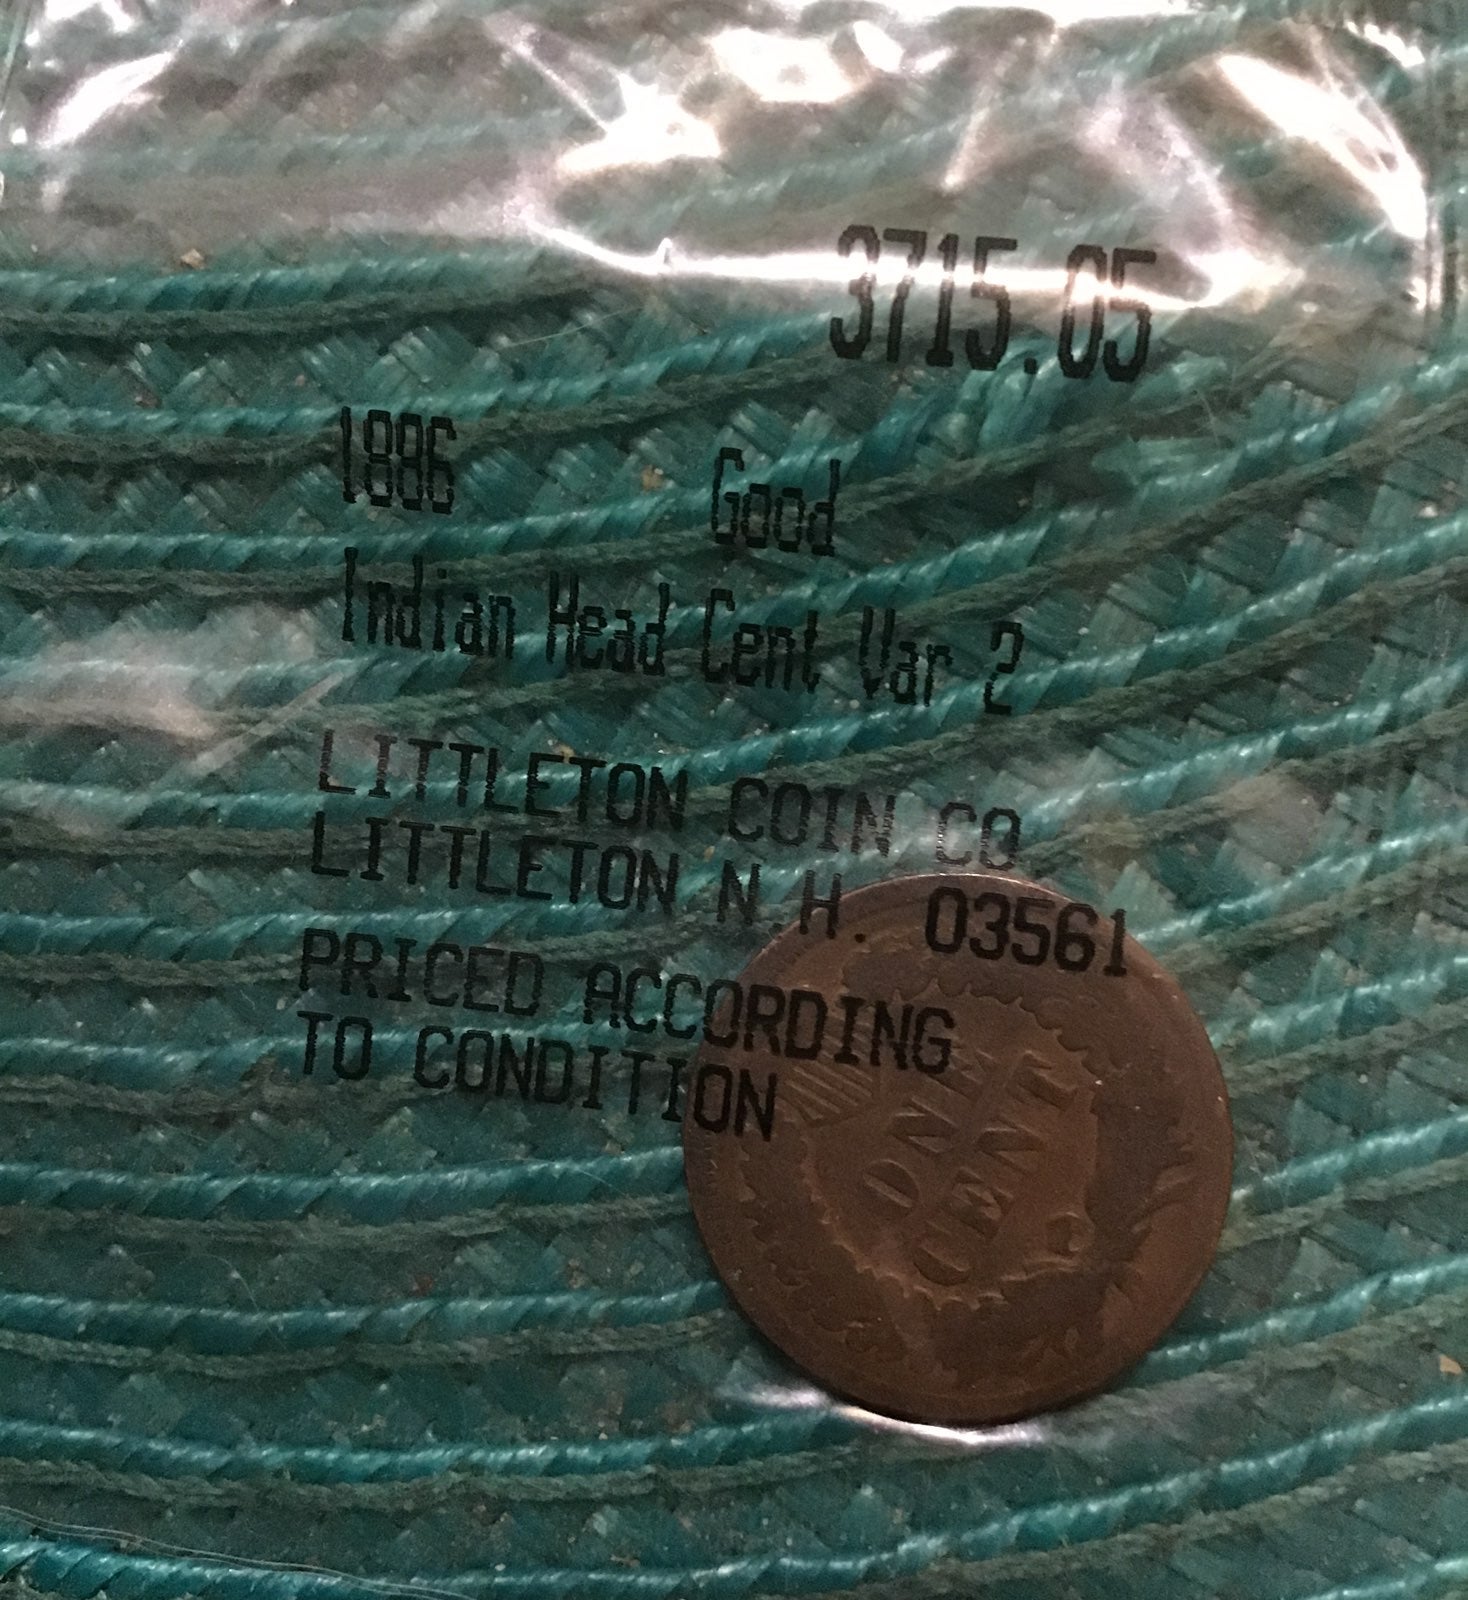 3715.05
1886 Good
Indian Head Cent Var 2
LITTLETON COIN CO
LITTLETON N.H. 03561
PRICED ACCORDING
TO CONDITION
ONE
CENT